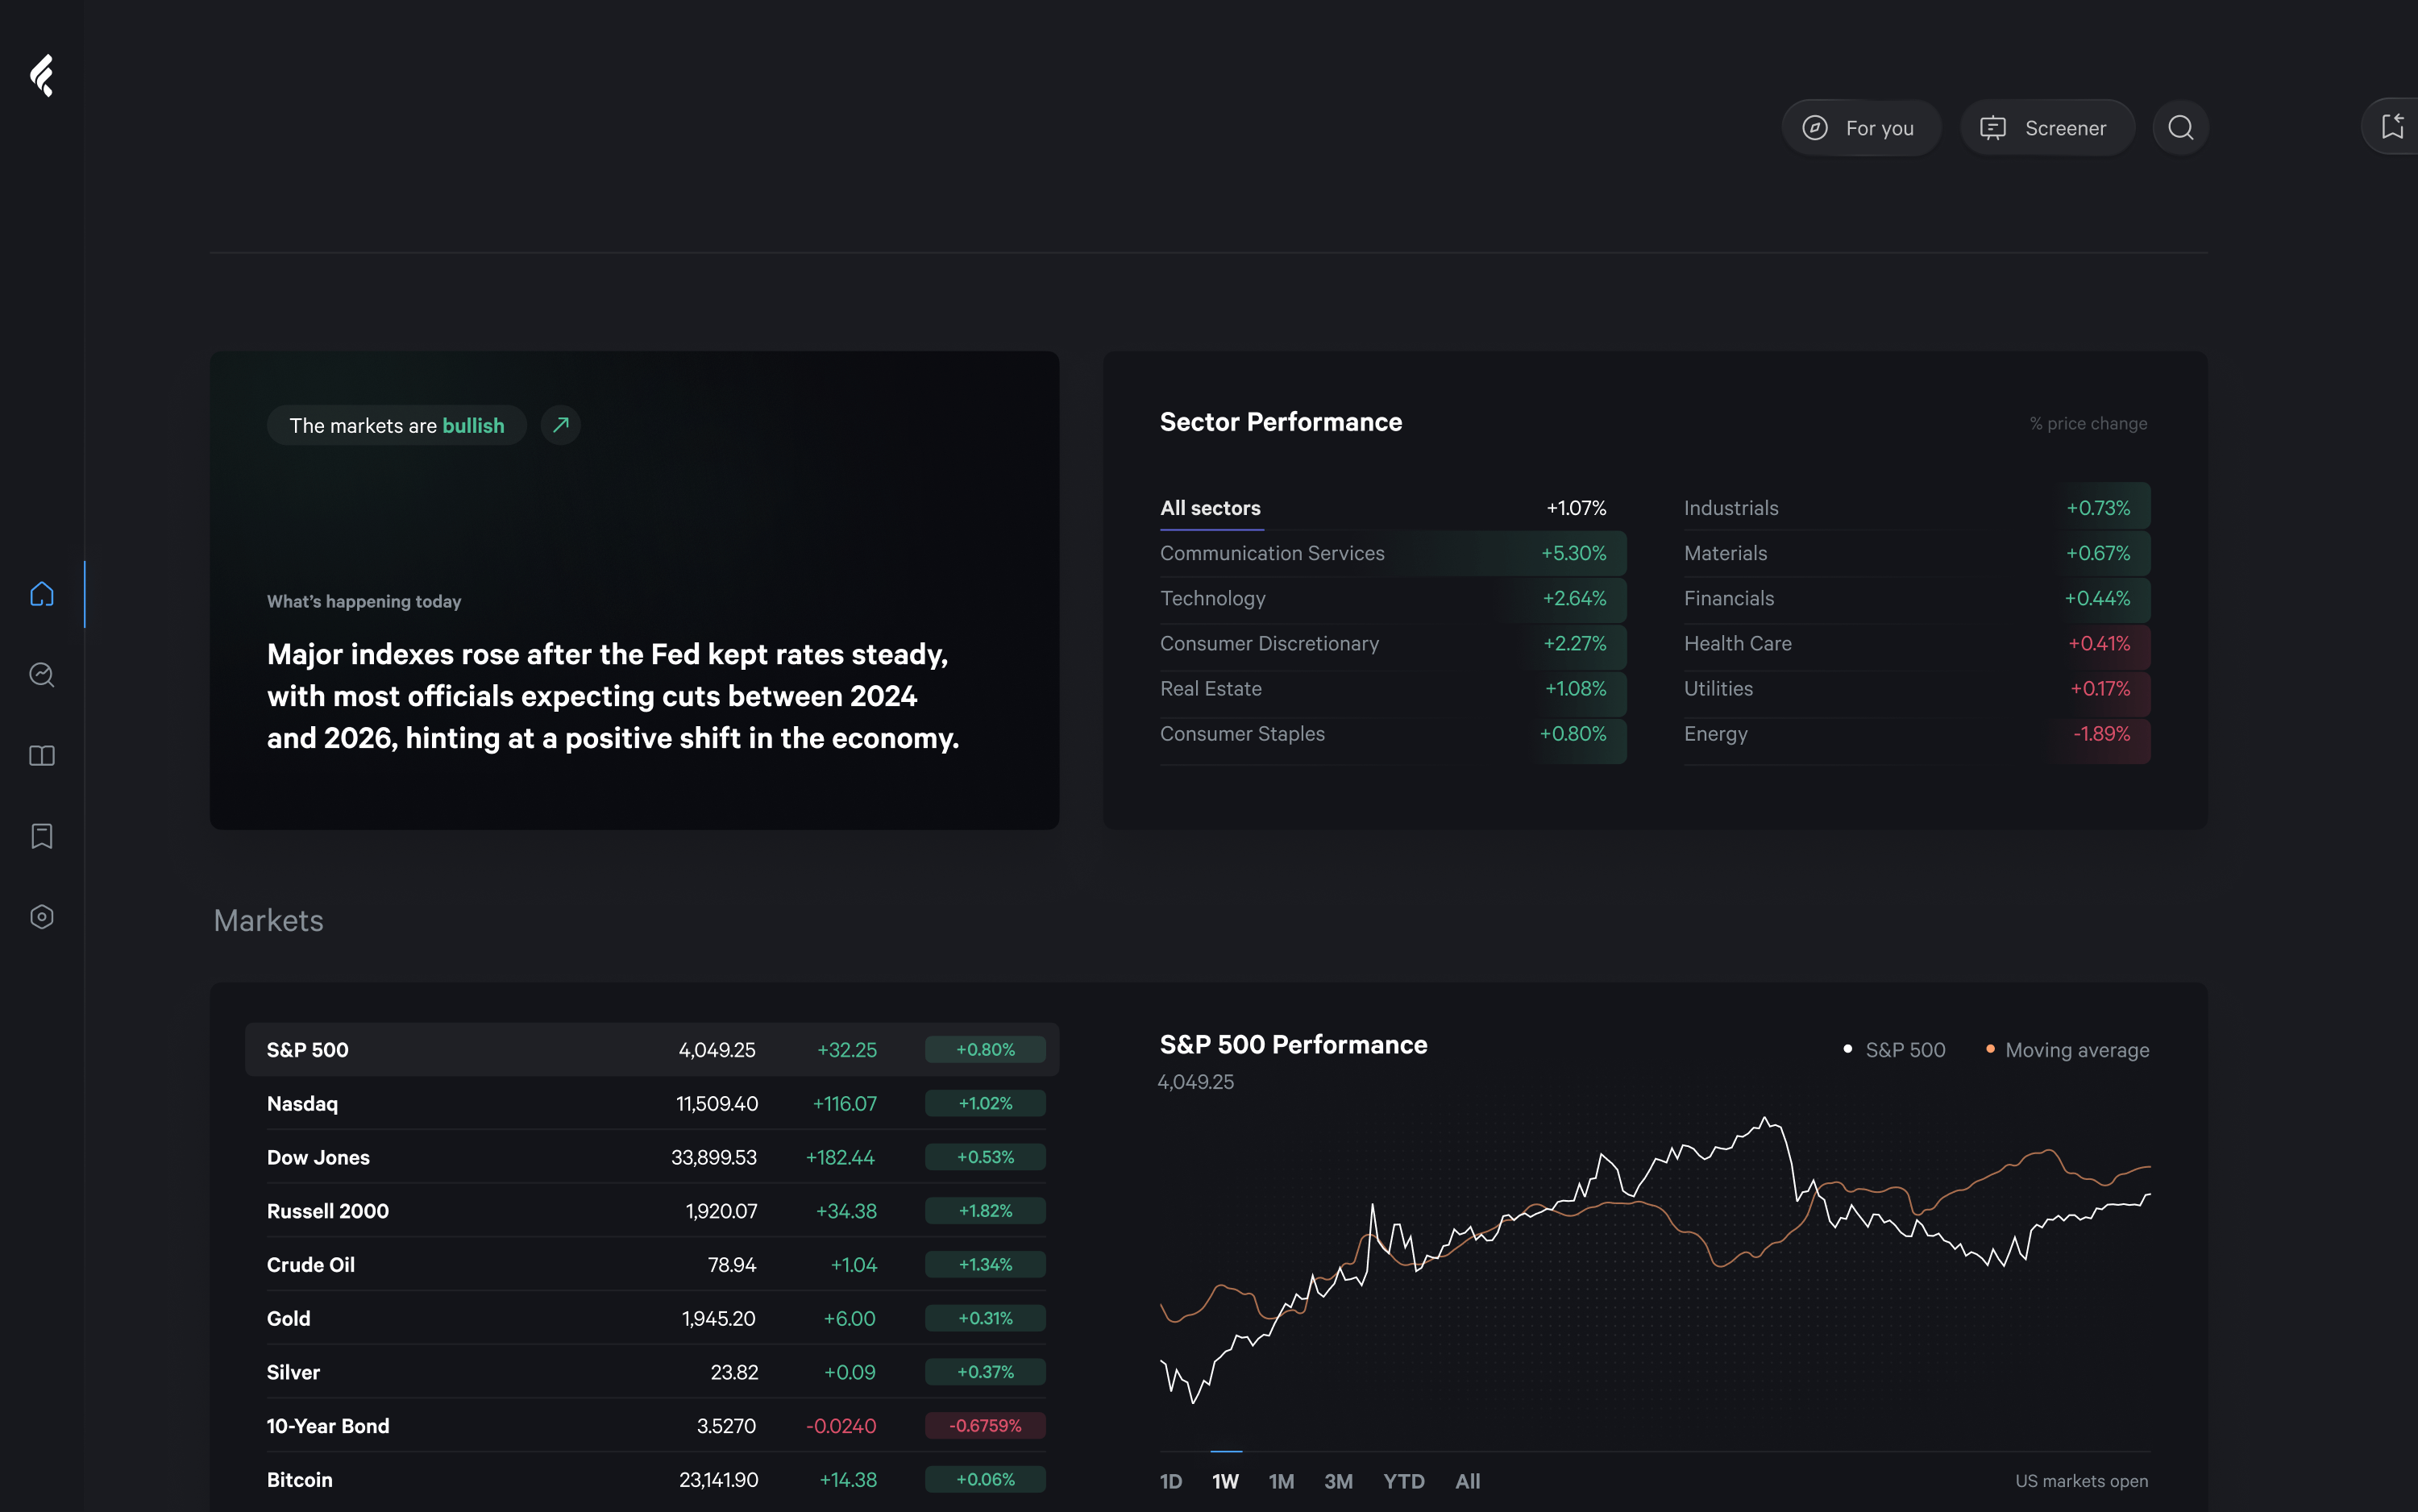 For you
Screener
The markets are bullish
What's happening today
Major indexes rose after the Fed kept rates steady,
with most officials expecting cuts between 2024
and 2026, hinting at a positive shift in the economy.
Sector Performance
% price change
All sectors +1.07%
Communication Services +5.30%
Technology +2.64%
Consumer Discretionary +2.27%
Real Estate +1.08%
Consumer Staples +0.80%
Industrials +0.73%
Materials +0.67%
Financials +0.44%
Health Care +0.41%
Utilities +0.17%
Energy -1.89%
Markets
S&P 500 4,049.25 +32.25 +0.80%
Nasdaq 11,509.40 +116.07 +1.02%
Dow Jones 33,899.53 +182.44 +0.53%
Russell 2000 1,920.07 +34.38 +1.82%
Crude Oil 78.94 +1.04 +1.34%
Gold 1,945.20 +6.00 +0.31%
Silver 23.82 +0.09 +0.37%
10-Year Bond 3.5270 -0.0240 -0.6759%
Bitcoin 23,141.90 +14.38 +0.06%
S&P 500 Performance
4,049.25
S&P 500
Moving average
1D 1W 1M 3M YTD All
US markets open